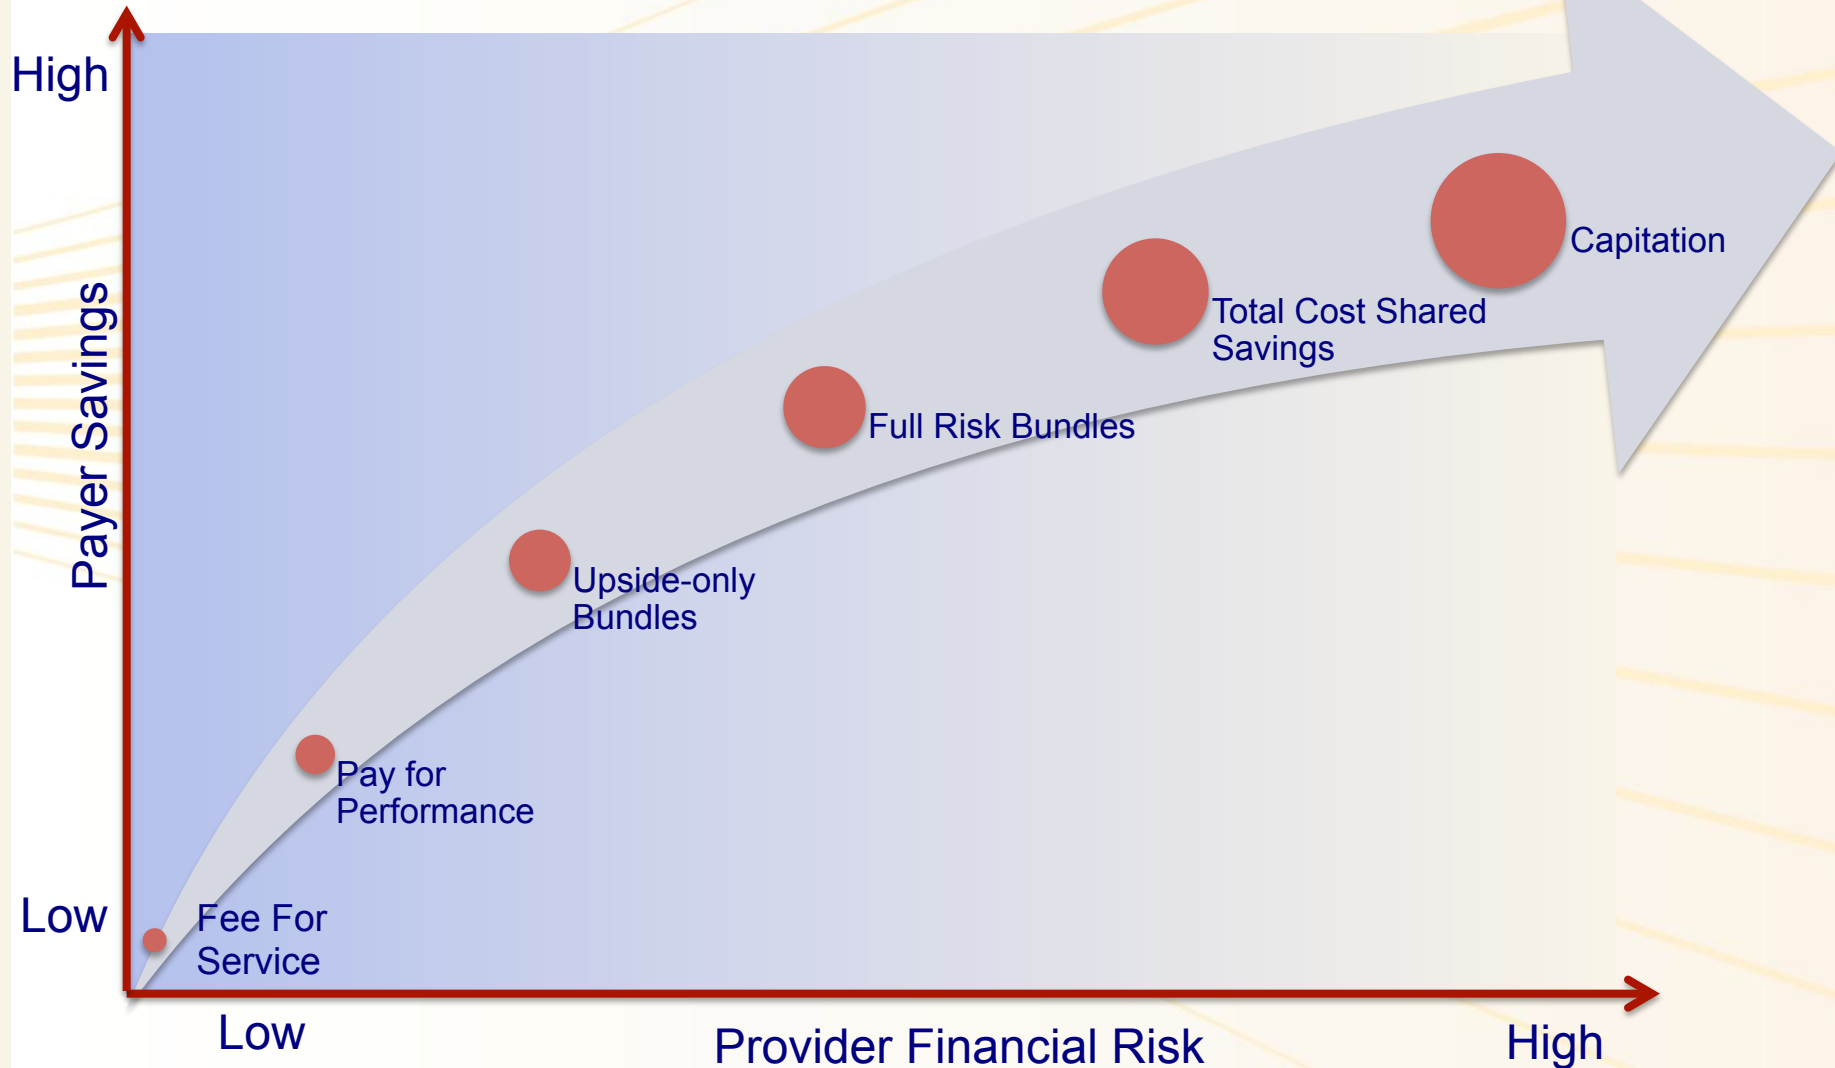 High
Payer Savings
Capitation
Total Cost Shared
Savings
Full Risk Bundles
Upside-only
Bundles
Pay for
Performance
Low
Fee For
Service
Low
Provider Financial Risk
High